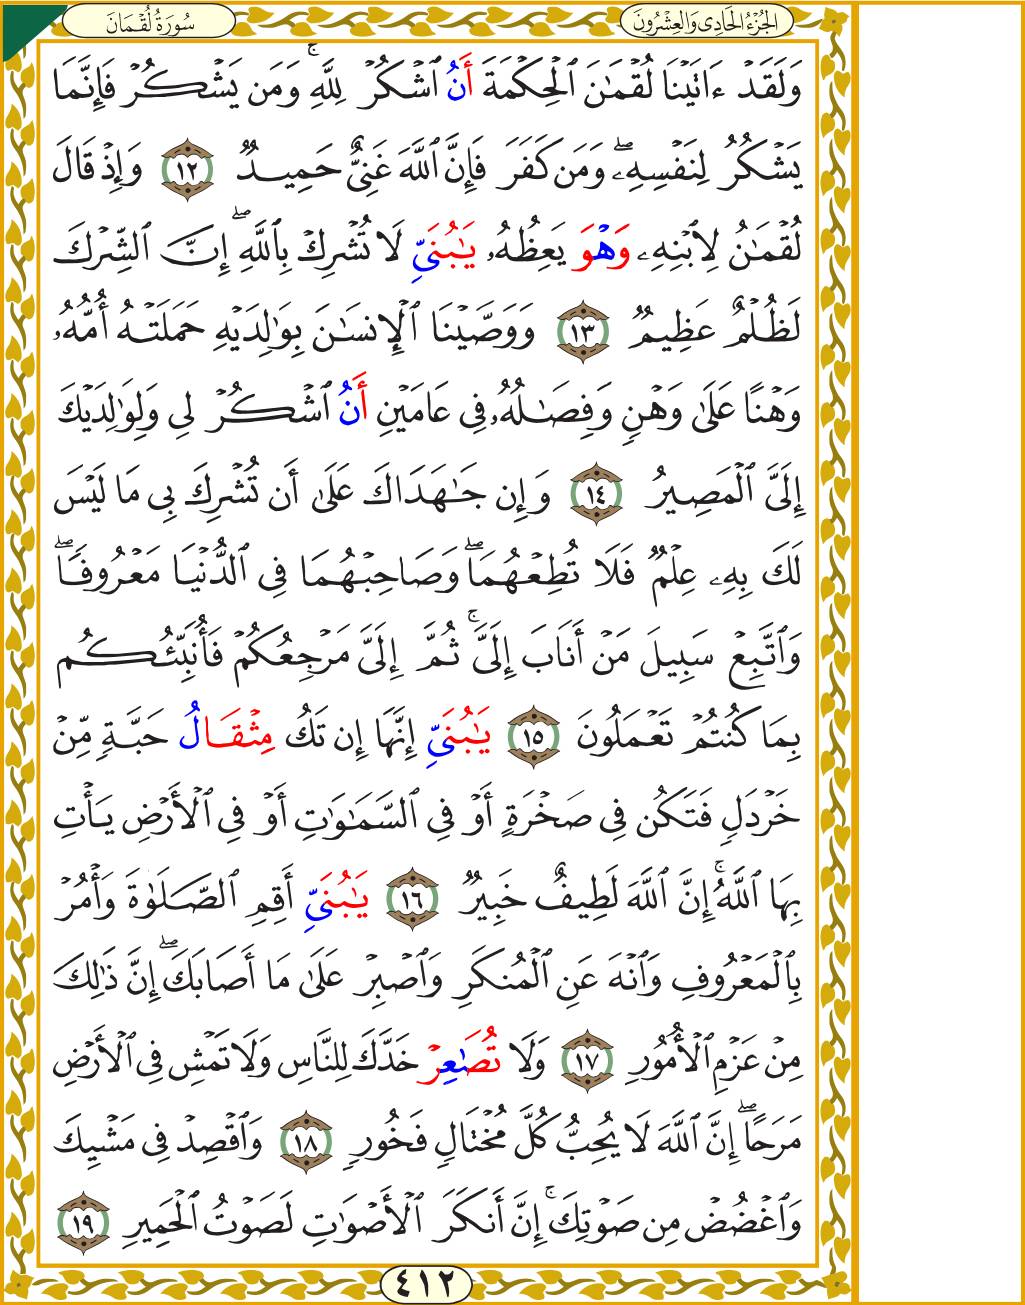 سُورَةُ لُقْمَانَ
الجُزْءُ الحَادِى وَالعِشْرُونَ
وَلَقَدۡ ءَاتَيۡنَا لُقۡمَٰنَ ٱلۡحِكۡمَةَ أَنُ ٱشۡكُرۡ لِلَّهِۚ وَمَن يَشۡكُرۡ فَإِنَّمَا
يَشۡكُرُ لِنَفۡسِهِۦۖ وَمَن كَفَرَ فَإِنَّ ٱللَّهَ غَنِيٌّ حَمِيدٞ ١٢ وَإِذۡ قَالَ
لُقۡمَٰنُ لِٱبۡنِهِۦ وَهۡوَ يَعِظُهُۥ يَٰبُنَيِّ لَا تُشۡرِكۡ بِٱللَّهِۖ إِنَّ ٱلشِّرۡكَ
لَظُلۡمٌ عَظِيمٞ ١٣ وَوَصَّيۡنَا ٱلۡإِنسَٰنَ بِوَٰلِدَيۡهِ حَمَلَتۡهُ أُمُّهُۥ
وَهۡنًا عَلَىٰ وَهۡنٖ وَفِصَٰلُهُۥ فِي عَامَيۡنِ أَنُ ٱشۡكُرۡ لِي وَلِوَٰلِدَيۡكَ
إِلَيَّ ٱلۡمَصِيرُ ١٤ وَإِن جَٰهَدَاكَ عَلَىٰٓ أَن تُشۡرِكَ بِي مَا لَيۡسَ
لَكَ بِهِۦ عِلۡمٞ فَلَا تُطِعۡهُمَاۖ وَصَاحِبۡهُمَا فِي ٱلدُّنۡيَا مَعۡرُوفٗاۖ
وَٱتَّبِعۡ سَبِيلَ مَنۡ أَنَابَ إِلَيَّۚ ثُمَّ إِلَيَّ مَرۡجِعُكُمۡ فَأُنَبِّئُكُم
بِمَا كُنتُمۡ تَعۡمَلُونَ ١٥ يَٰبُنَيِّ إِنَّهَا إِن تَكُ مِثۡقَالُ حَبَّةٖ مِّنۡ
خَرۡدَلٖ فَتَكُن فِي صَخۡرَةٍ أَوۡ فِي ٱلسَّمَٰوَٰتِ أَوۡ فِي ٱلۡأَرۡضِ يَأۡتِ
بِهَا ٱللَّهُۚ إِنَّ ٱللَّهَ لَطِيفٌ خَبِيرٞ ١٦ يَٰبُنَيِّ أَقِمِ ٱلصَّلَوٰةَ وَأۡمُرۡ
بِٱلۡمَعۡرُوفِ وَٱنۡهَ عَنِ ٱلۡمُنكَرِ وَٱصۡبِرۡ عَلَىٰ مَا أَصَابَكَۖ إِنَّ ذَٰلِكَ
مِنۡ عَزۡمِ ٱلۡأُمُورِ ١٧ وَلَا تُصَٰعِرۡ خَدَّكَ لِلنَّاسِ وَلَا تَمۡشِ فِي ٱلۡأَرۡضِ
مَرَحًاۖ إِنَّ ٱللَّهَ لَا يُحِبُّ كُلَّ مُخۡتَالٖ فَخُورٖ ١٨ وَٱقۡصِدۡ فِي مَشۡيِكَ
وَٱغۡضُضۡ مِن صَوۡتِكَۚ إِنَّ أَنكَرَ ٱلۡأَصۡوَٰتِ لَصَوۡتُ ٱلۡحَمِيرِ ١٩
٤١٢